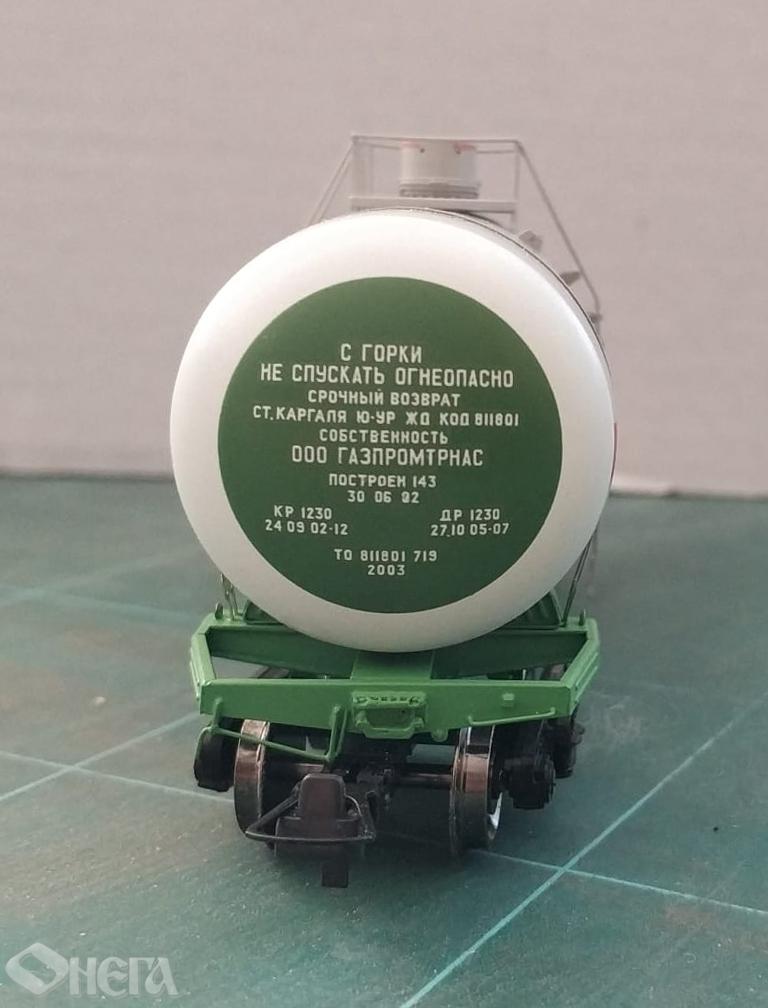 С ГОРКИ
НЕ СПУСКАТЬ ОГНЕОПАСНО
СРОЧНЫЙ ВОЗВРАТ
СТ.КАРГАЛЯ Ю-УР ЖД КОД 811801
СОБСТВЕННОСТЬ
ООО ГАЗПРОМТРНАС
ПОСТРОЕН 143
30 06 92
КР 1230 ДР 1230
24 09 02-12 27.10 05-07
ТО 811801 719
2003
ОНЕГА